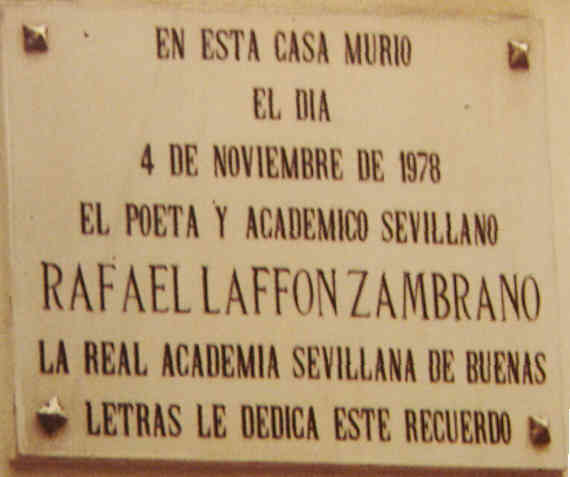 EN ESTA CASA MURIO
EL DIA
4 DE NOVIEMBRE DE 1978
EL POETA Y ACADEMICO SEVILLANO
RAFAEL LAFFON ZAMBRANO
LA REAL ACADEMIA SEVILLANA DE BUENAS
LETRAS LE DEDICA ESTE RECUERDO